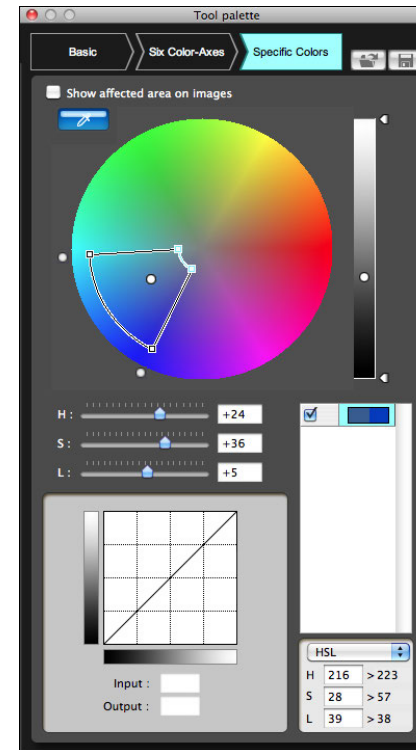 Tool palette
Basic
Six Color-Axes
Specific Colors
Show affected area on images
H : +24
S : +36
L : +5
Input :
Output :
HSL
H 216 > 223
S 28 > 57
L 39 > 38